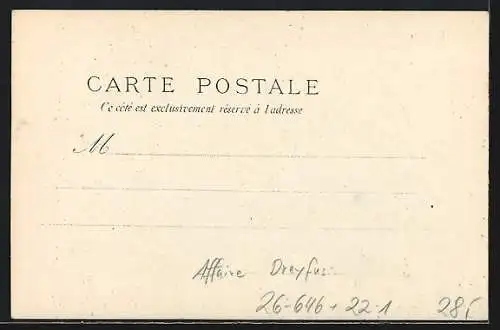 CARTE POSTALE
Ce côté est exclusivement réservé à l'adresse
M
Affaire Dreyfus
26-646+22-1 28,